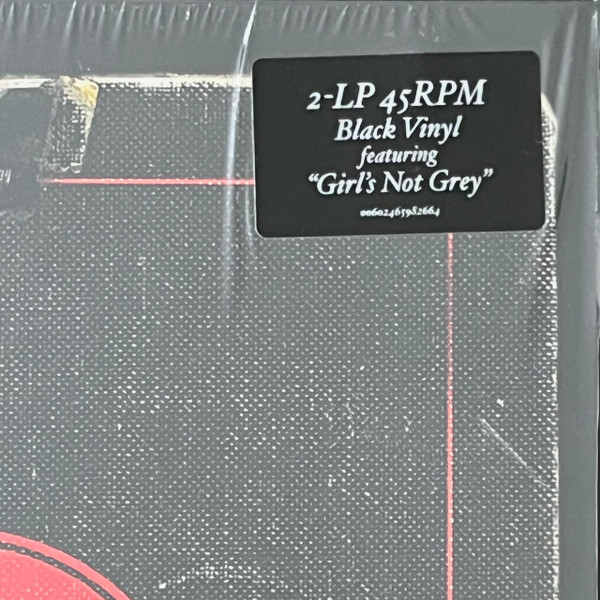 2-LP 45RPM
Black Vinyl
featuring
“Girl’s Not Grey”
00602465982664